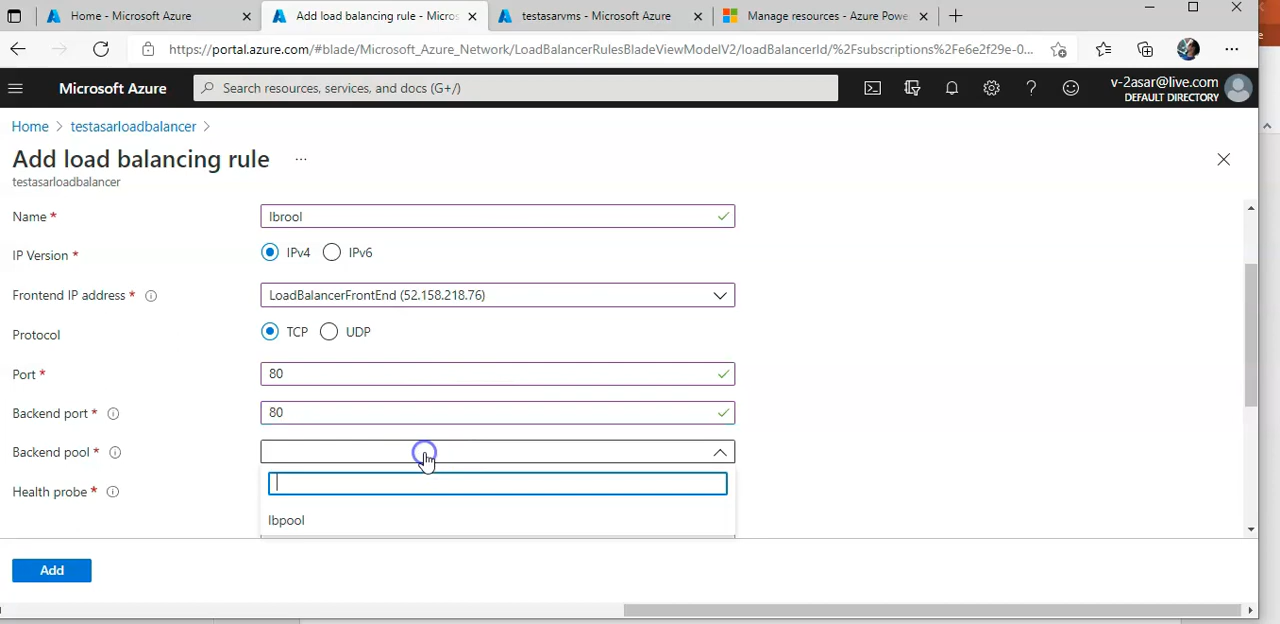 Home - Microsoft Azure
Add load balancing rule - Micros
testasarvms - Microsoft Azure
Manage resources - Azure Powe
https://portal.azure.com/#blade/Microsoft_Azure_Network/LoadBalancerRulesBladeViewModelV2/loadBalancerId/%2Fsubscriptions%2Fe6e2f29e-0...
Microsoft Azure
Search resources, services, and docs (G+/)
v-2asar@live.com
DEFAULT DIRECTORY
Home > testasarloadbalancer >
Add load balancing rule ...
testasarloadbalancer
Name *
lbrool
IP Version *
IPv4 IPv6
Frontend IP address *
LoadBalancerFrontEnd (52.158.218.76)
Protocol
TCP UDP
Port *
80
Backend port *
80
Backend pool *
Health probe *
lbpool
Add